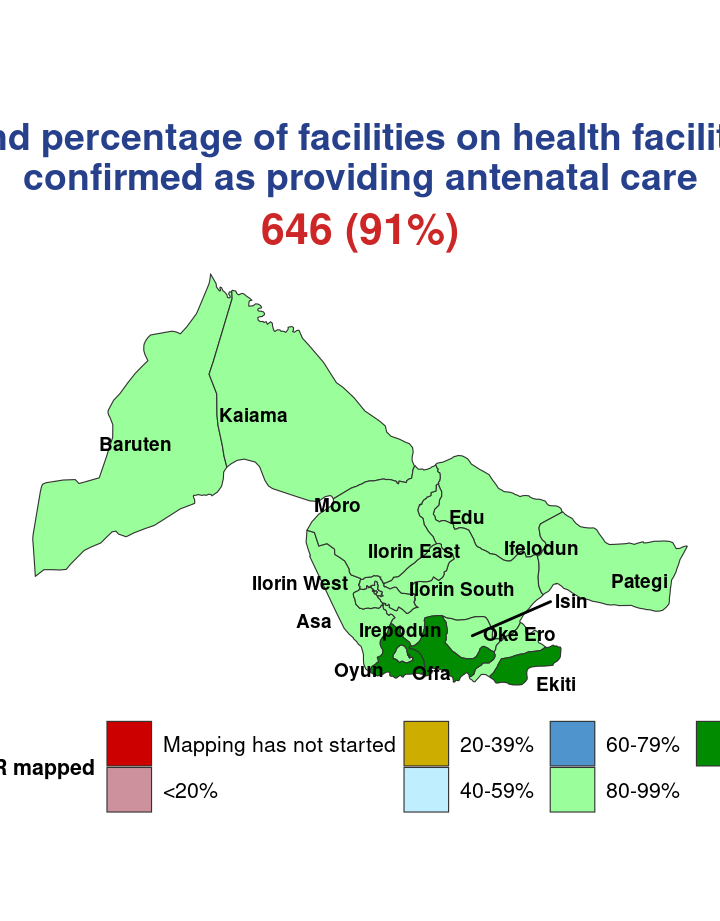 percentage of facilities on health
confirmed as providing antenatal care
646 (91%)
Kaiama
Baruten
Moro
Edu
Ilorin East
Ifelodun
Ilorin West
Ilorin South
Pategi
Isin
Asa
Irepodun
Oke Ero
Oyun
Offa
Ekiti
mapped
Mapping has not started
20-39%
60-79%
<20%
40-59%
80-99%